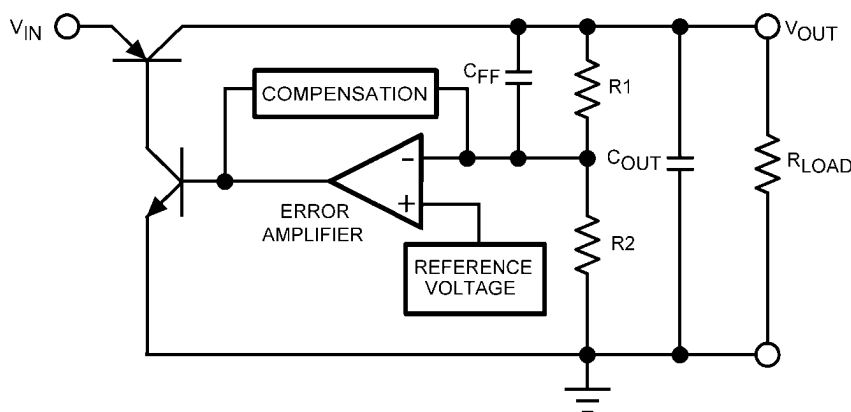 VIN
VOUT
CFF
R1
COMPENSATION
COUT
RLOAD
-
+
ERROR
AMPLIFIER
R2
REFERENCE
VOLTAGE